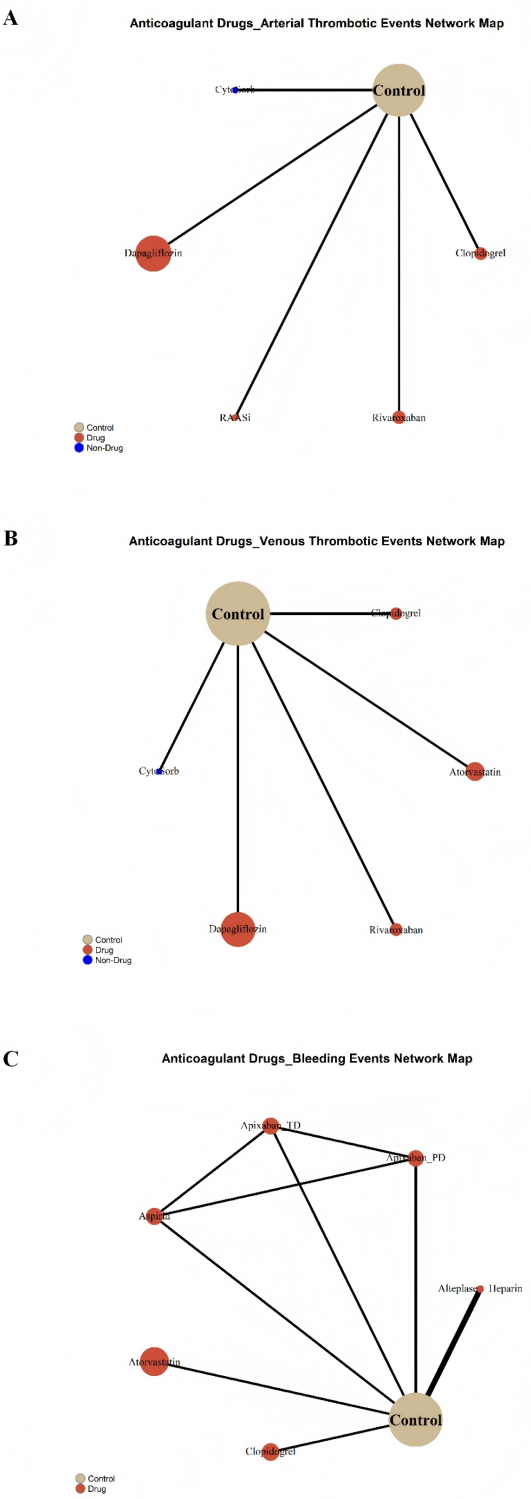 A
Anticoagulant Drugs_Arterial Thrombotic Events Network Map
CytoSorb
Control
Dapagliflozin
Clopidogrel
RAASi
Rivaroxaban
Control
Drug
Non-Drug
B
Anticoagulant Drugs_Venous Thrombotic Events Network Map
Control
Clopidogrel
CytoSorb
Atorvastatin
Dapagliflozin
Rivaroxaban
Control
Drug
Non-Drug
C
Anticoagulant Drugs_Bleeding Events Network Map
Apixaban_TD
Apixaban_PD
Aspirin
Alteplase Heparin
Atorvastatin
Control
Clopidogrel
Control
Drug